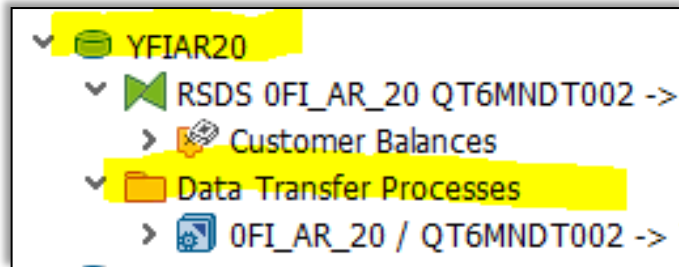 YFIAR20
RSDS 0FI_AR_20 QT6MNDT002 ->
Customer Balances
Data Transfer Processes
0FI_AR_20 / QT6MNDT002 ->